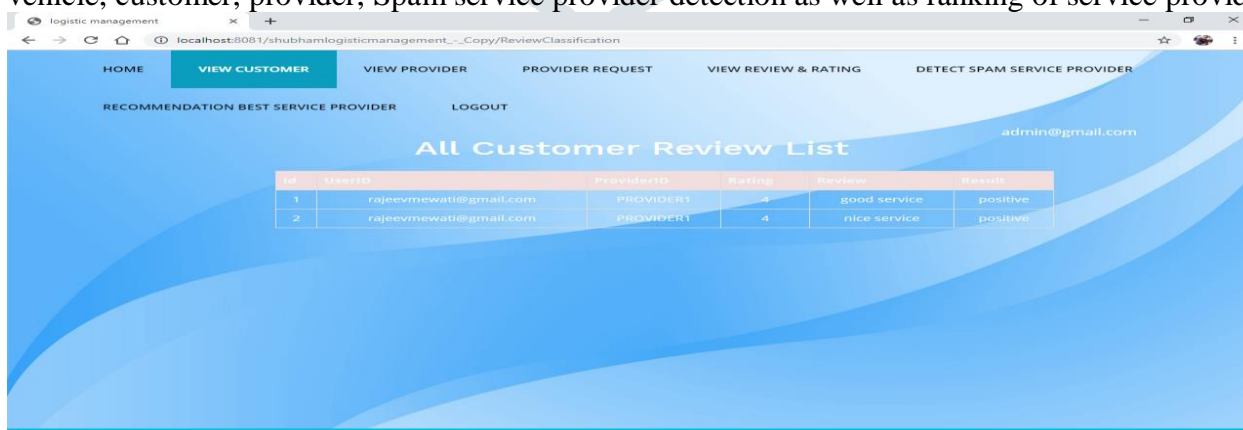 vehicle, customer, provider, Spam service provider detection as well as ranking of service provid
logistic management
localhost:8081/shubhamlogisticmanagement_-_Copy/ReviewClassification
HOME VIEW CUSTOMER VIEW PROVIDER PROVIDER REQUEST VIEW REVIEW & RATING DETECT SPAM SERVICE PROVIDER
RECOMMENDATION BEST SERVICE PROVIDER LOGOUT
admin@gmail.com
All Customer Review List
Id UserID ProviderID Rating Review Result
1 rajeevmewati@gmail.com PROVIDER1 4 good service positive
2 rajeevmewati@gmail.com PROVIDER1 4 nice service positive